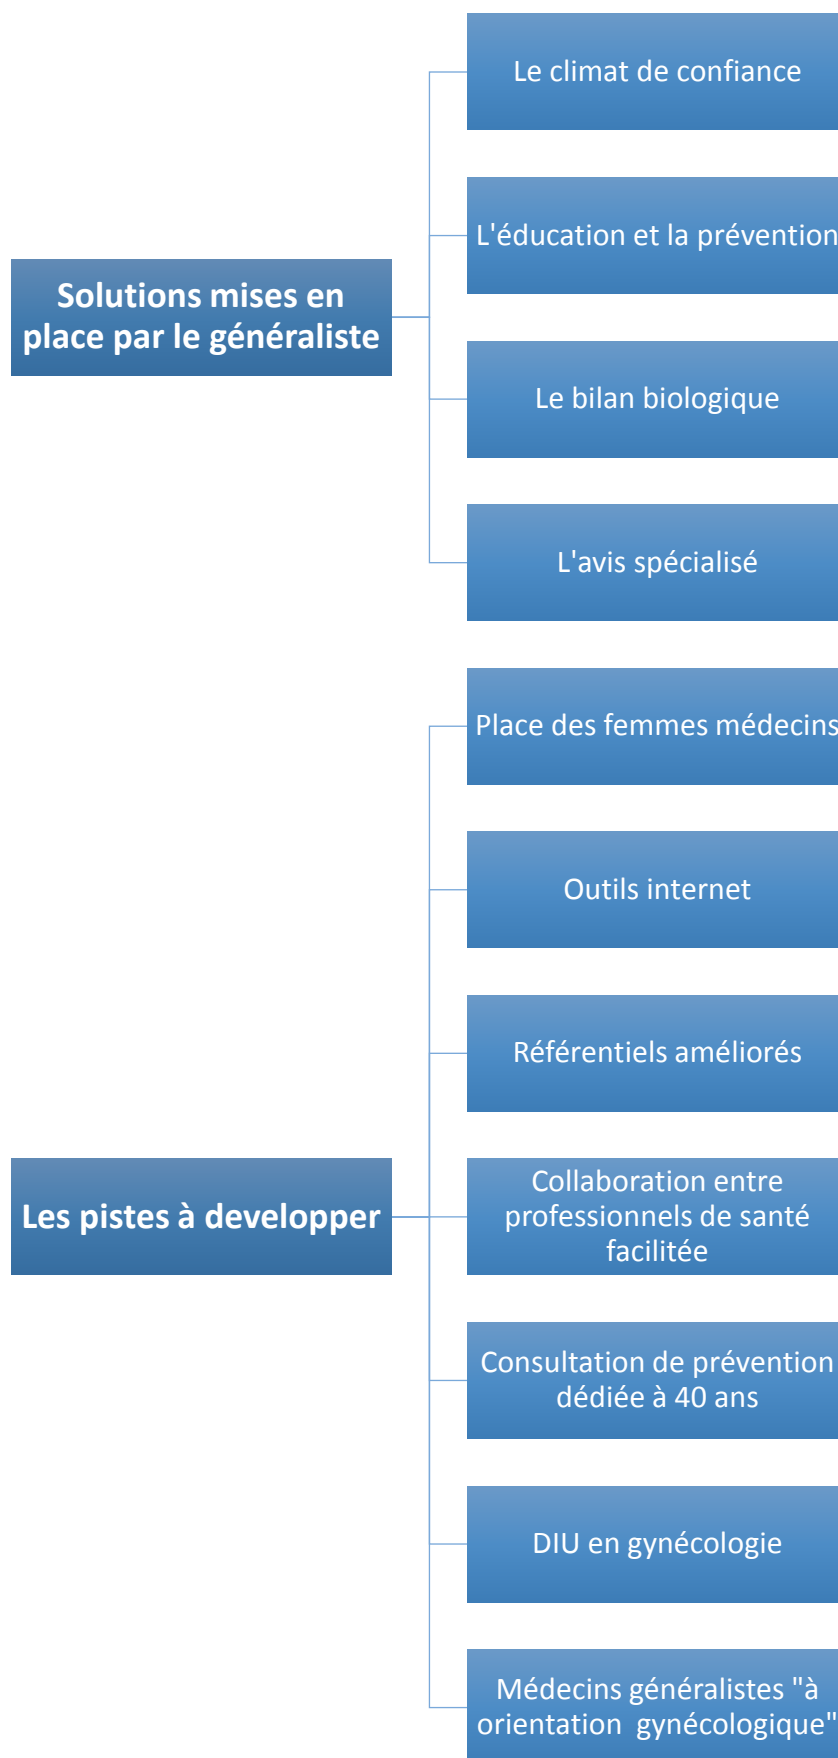 Solutions mises en
place par le généraliste
Le climat de confiance
L'éducation et la prévention
Le bilan biologique
L'avis spécialisé
Les pistes à developper
Place des femmes médecins
Outils internet
Référentiels améliorés
Collaboration entre
professionnels de santé
facilitée
Consultation de prévention
dédiée à 40 ans
DIU en gynécologie
Médecins généralistes "à
orientation  gynécologique"